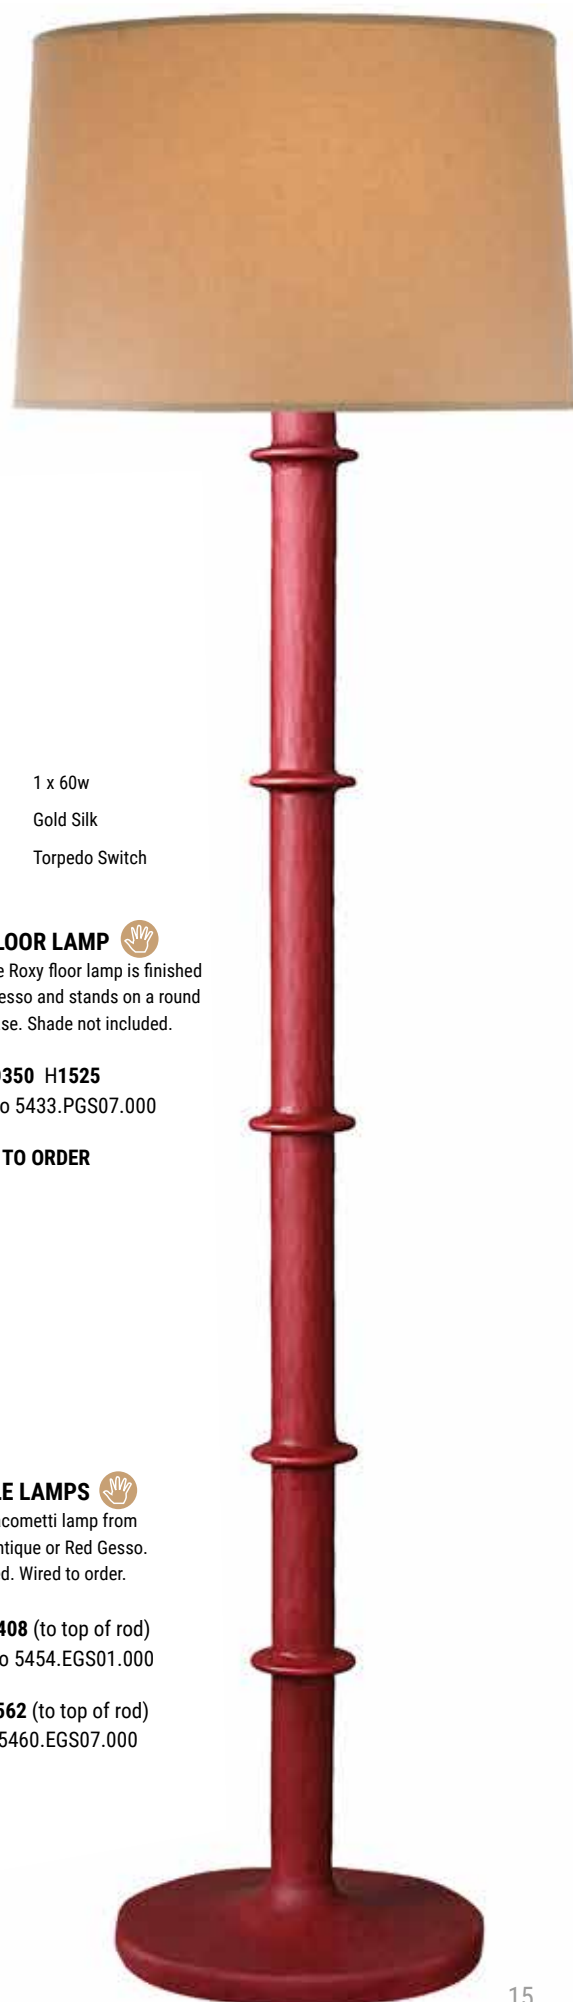 1 x 60w
Gold Silk
Torpedo Switch
LOOR LAMP
Roxy floor lamp is finished
esso and stands on a round
se. Shade not included.
350 H1525
o 5433.PGS07.000
TO ORDER
E LAMPS
acometti lamp from
ntique or Red Gesso.
d. Wired to order.
408 (to top of rod)
o 5454.EGS01.000
562 (to top of rod)
5460.EGS07.000
15